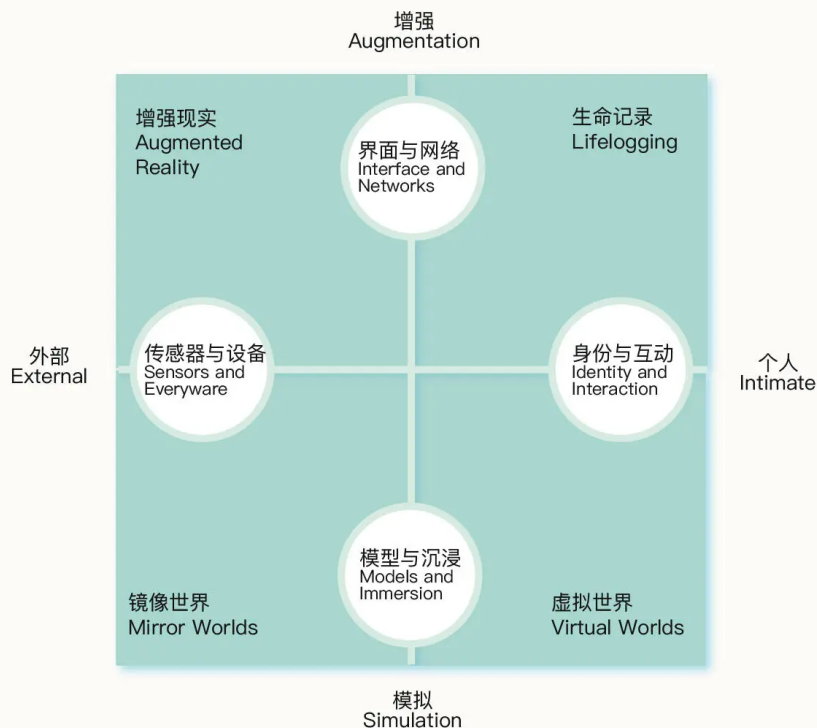 增强
Augmentation
增强现实
Augmented
Reality
界面与网络
Interface and
Networks
生命记录
Lifelogging
外部
External
传感器与设备
Sensors and
Everyware
身份与互动
Identity and
Interaction
个人
Intimate
模型与沉浸
Models and
Immersion
镜像世界
Mirror Worlds
虚拟世界
Virtual Worlds
模拟
Simulation